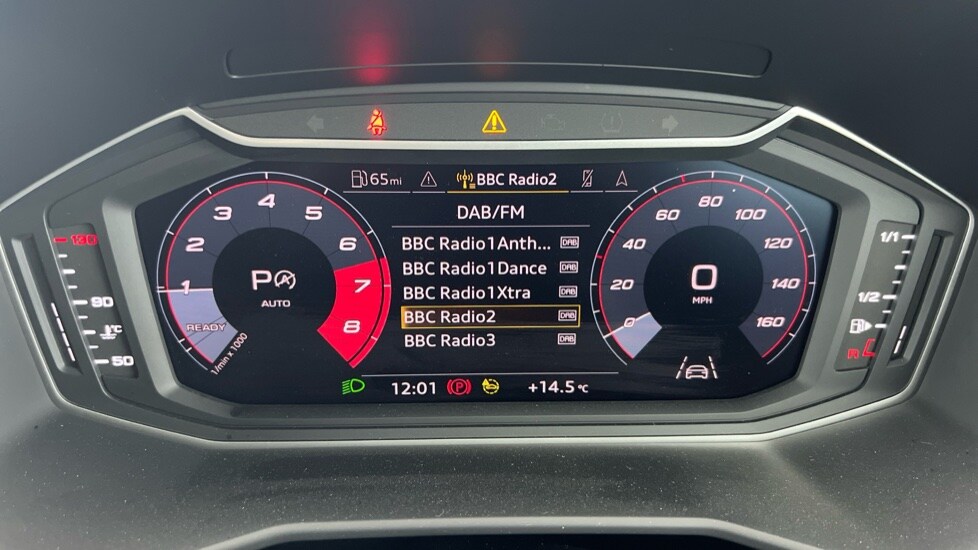 65mi BBC Radio2
DAB/FM
BBC Radio1Anth... DAB
BBC Radio1Dance DAB
BBC Radio1Xtra DAB
BBC Radio2 DAB
BBC Radio3 DAB
1 2 3 4 5 6 7 8
P A
AUTO
READY
1/min x 1000
0 20 40 60 80 100 120 140 160
0
MPH
12:01 P +14.5 °C
130
90
°C
50
1/1
1/2
R